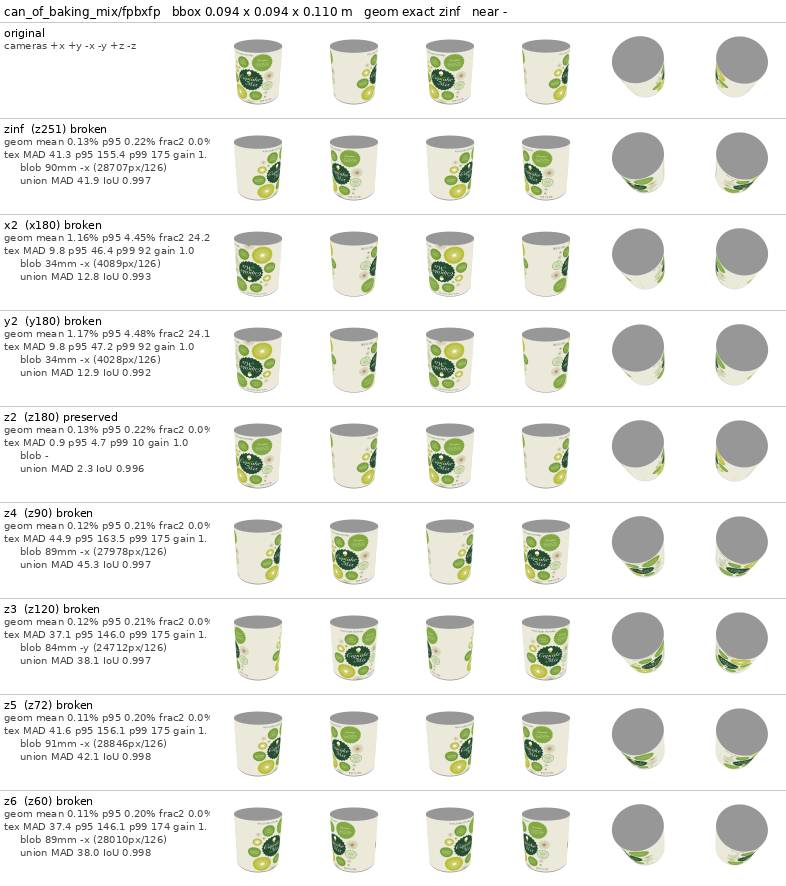 can_of_baking_mix/fpbxfp bbox 0.094 x 0.094 x 0.110 m geom exact zinf near -
original
cameras +x +y -x -y +z -z
zinf (z251) broken
geom mean 0.13% p95 0.22% frac2 0.0%
tex MAD 41.3 p95 155.4 p99 175 gain 1.
blob 90mm -x (28707px/126)
union MAD 41.9 IoU 0.997
x2 (x180) broken
geom mean 1.16% p95 4.45% frac2 24.2
tex MAD 9.8 p95 46.4 p99 92 gain 1.0
blob 34mm -x (4089px/126)
union MAD 12.8 IoU 0.993
y2 (y180) broken
geom mean 1.17% p95 4.48% frac2 24.1
tex MAD 9.8 p95 47.2 p99 92 gain 1.0
blob 34mm -x (4028px/126)
union MAD 12.9 IoU 0.992
z2 (z180) preserved
geom mean 0.13% p95 0.22% frac2 0.0%
tex MAD 0.9 p95 4.7 p99 10 gain 1.0
blob -
union MAD 2.3 IoU 0.996
z4 (z90) broken
geom mean 0.12% p95 0.21% frac2 0.0%
tex MAD 44.9 p95 163.5 p99 175 gain 1.
blob 89mm -x (27978px/126)
union MAD 45.3 IoU 0.997
z3 (z120) broken
geom mean 0.12% p95 0.21% frac2 0.0%
tex MAD 37.1 p95 146.0 p99 175 gain 1.
blob 84mm -y (24712px/126)
union MAD 38.1 IoU 0.997
z5 (z72) broken
geom mean 0.11% p95 0.20% frac2 0.0%
tex MAD 41.6 p95 156.1 p99 175 gain 1.
blob 91mm -x (28846px/126)
union MAD 42.1 IoU 0.998
z6 (z60) broken
geom mean 0.11% p95 0.20% frac2 0.0%
tex MAD 37.4 p95 146.1 p99 174 gain 1.
blob 89mm -x (28010px/126)
union MAD 38.0 IoU 0.998